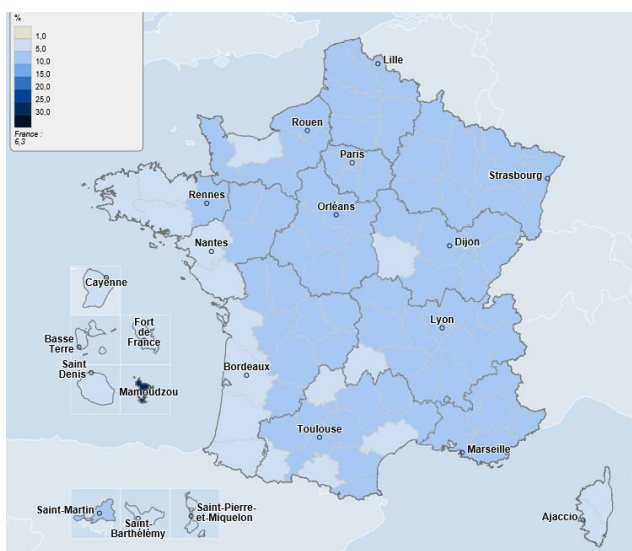 %
1,0
5,0
10,0
15,0
20,0
25,0
30,0
France :
6,3
Lille
Rouen
Paris
Strasbourg
Rennes
Orléans
Nantes
Dijon
Cayenne
Lyon
Fort
de
France
Basse
Terre
Saint
Denis
Bordeaux
Mamoudzou
Toulouse
Marseille
Saint-Martin
Saint-
Barthélémy
Saint-Pierre-
et-Miquelon
Ajaccio